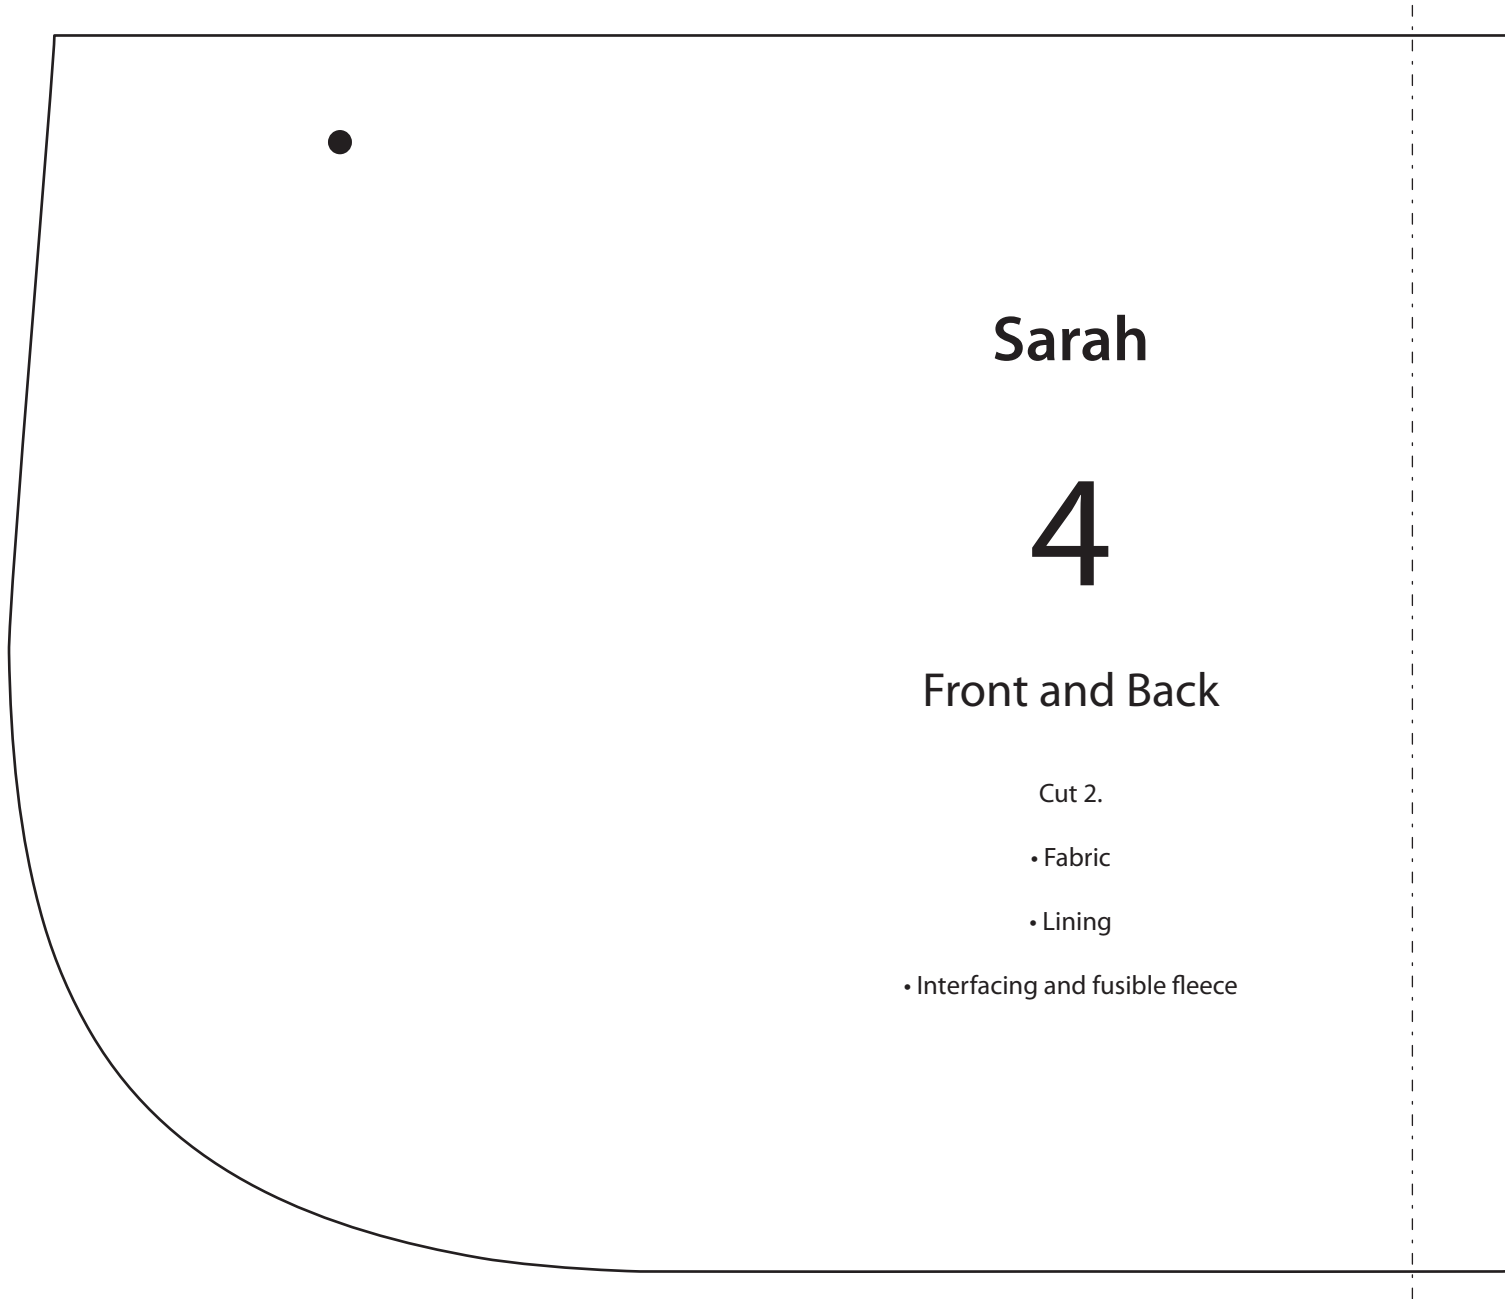 Sarah
4
Front and Back
Cut 2.
• Fabric
• Lining
• Interfacing and fusible fleece